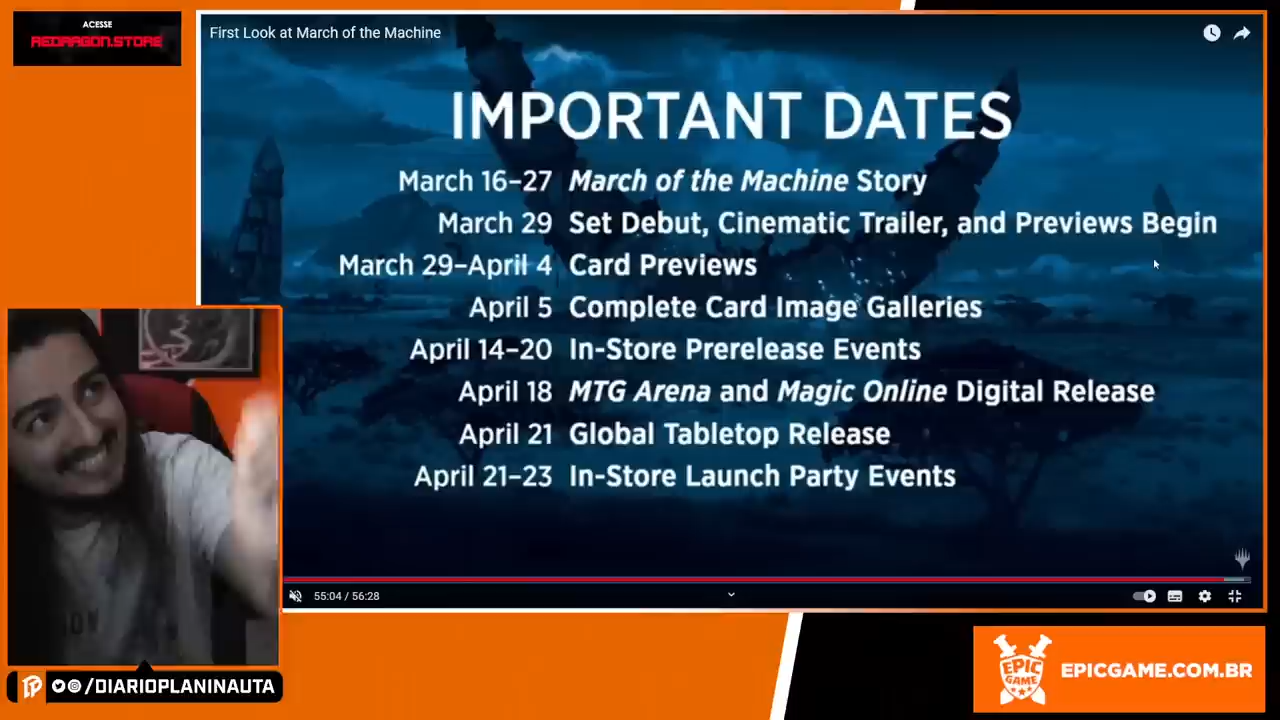 ACESSE
REDRAGON.STORE
First Look at March of the Machine
IMPORTANT DATES
March 16–27 March of the Machine Story
March 29 Set Debut, Cinematic Trailer, and Previews Begin
March 29–April 4 Card Previews
April 5 Complete Card Image Galleries
April 14–20 In-Store Prerelease Events
April 18 MTG Arena and Magic Online Digital Release
April 21 Global Tabletop Release
April 21–23 In-Store Launch Party Events
55:04 / 56:28
/DIARIOPLANINAUTA
EPIC
GAME
EPICGAME.COM.BR